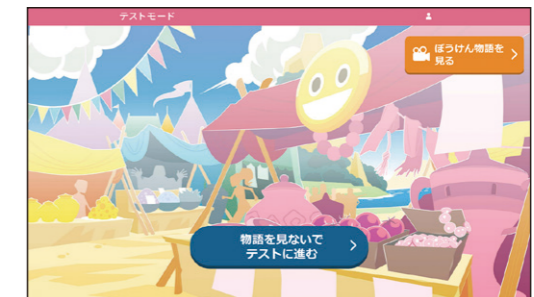 テストモード
ぼうけん物語を
見る
物語を見ないで
テストに進む